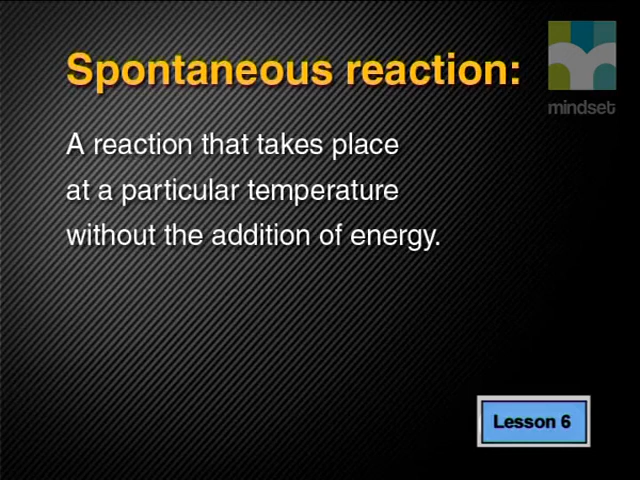 Spontaneous reaction:
mindset
A reaction that takes place
at a particular temperature
without the addition of energy.
Lesson 6